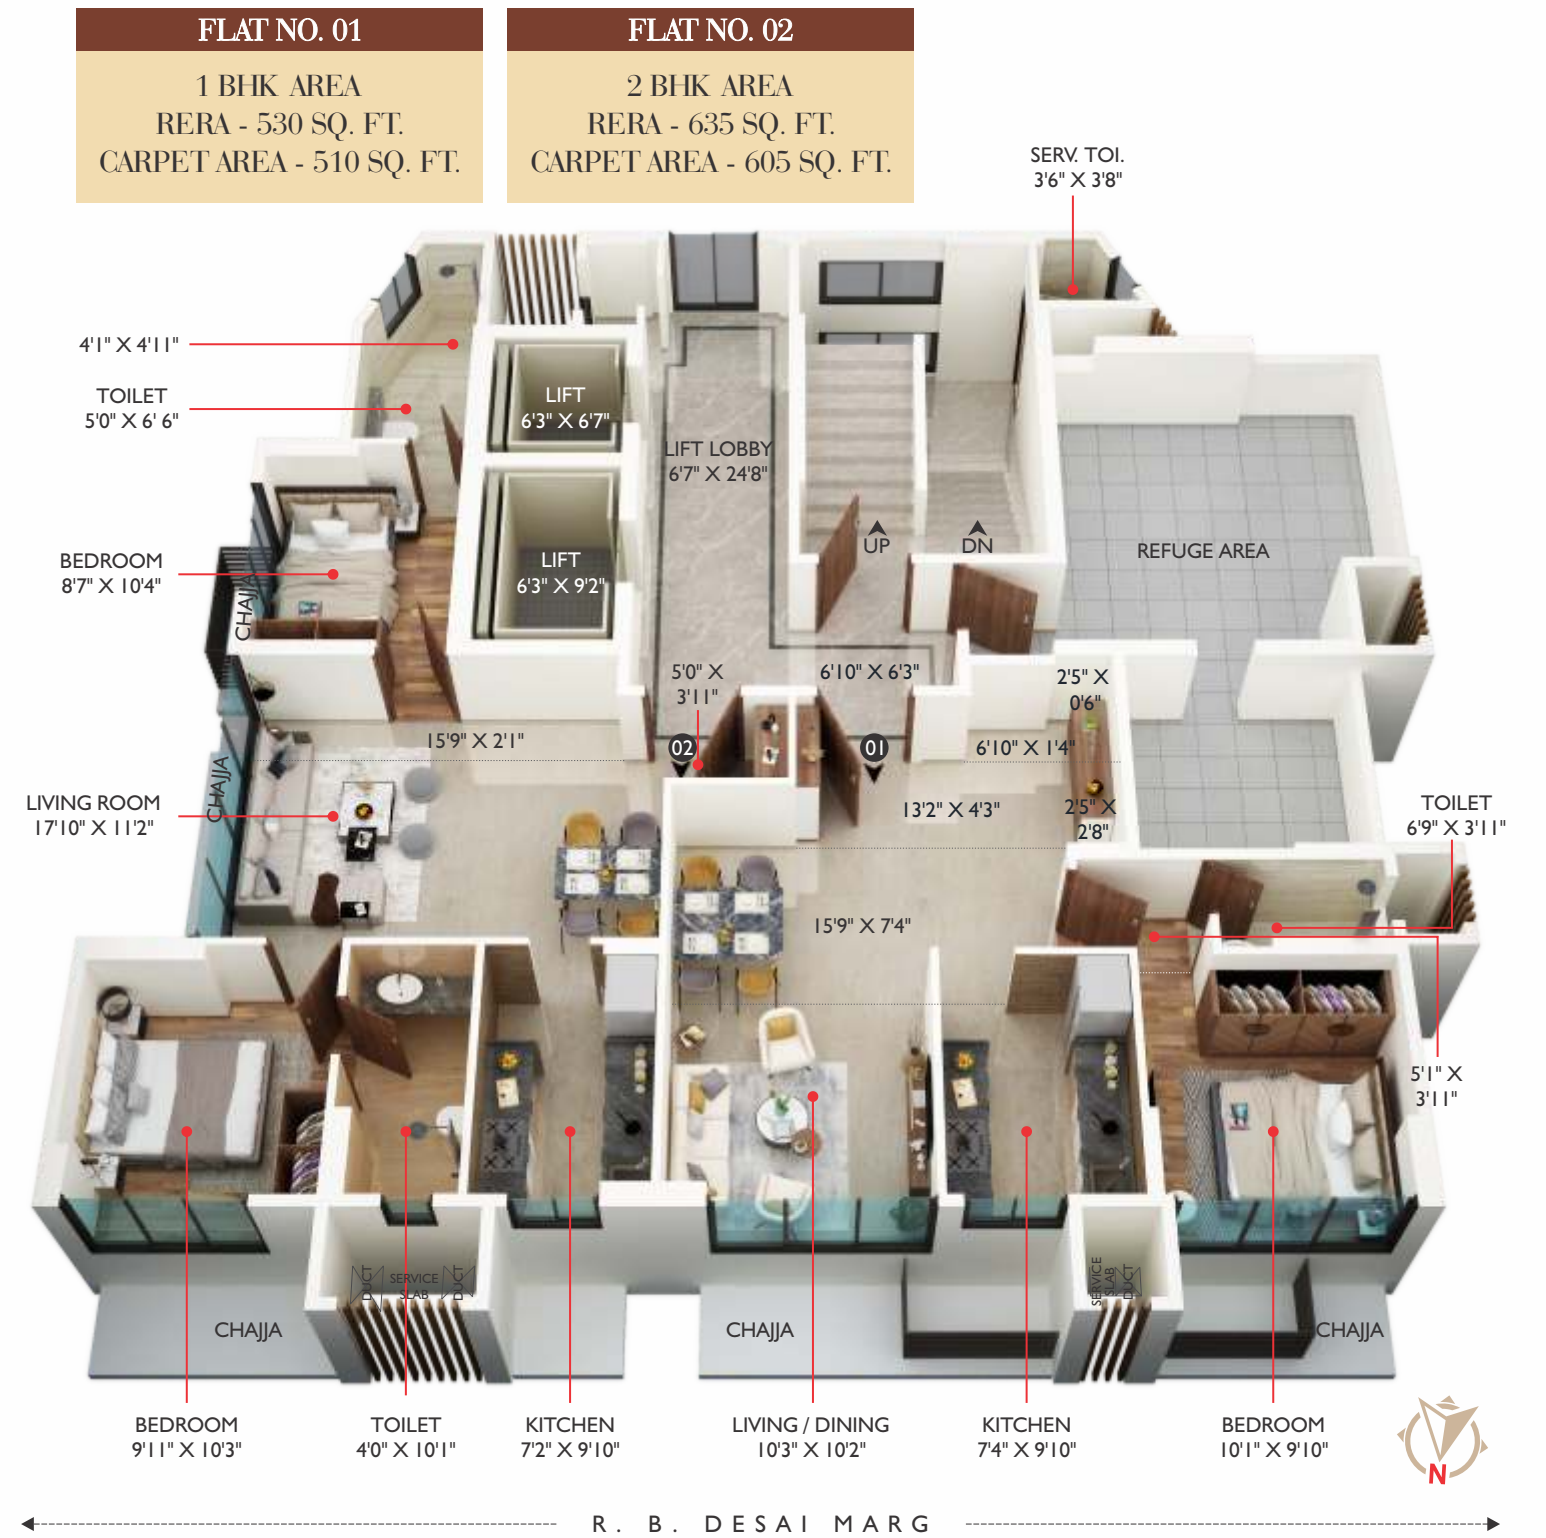 FLAT NO. 01
1 BHK AREA
RERA - 530 SQ. FT.
CARPET AREA - 510 SQ. FT.
FLAT NO. 02
2 BHK AREA
RERA - 635 SQ. FT.
CARPET AREA - 605 SQ. FT.
SERV. TOI.
3'6" X 3'8"
4'1" X 4'11"
TOILET
5'0" X 6' 6"
LIFT
6'3" X 6'7"
LIFT LOBBY
6'7" X 24'8"
BEDROOM
8'7" X 10'4"
CHAJJA
LIFT
6'3" X 9'2"
UP
DN
REFUGE AREA
5'0" X
3'11"
6'10" X 6'3"
2'5" X
0'6"
15'9" X 2'1"
02
01
6'10" X 1'4"
CHAJJA
LIVING ROOM
17'10" X 11'2"
13'2" X 4'3"
2'5" X
2'8"
TOILET
6'9" X 3'11"
15'9" X 7'4"
5'1" X
3'11"
DUCT
SERVICE
SLAB
DUCT
SERVICE
SLAB
DUCT
CHAJJA
CHAJJA
CHAJJA
BEDROOM
9'11" X 10'3"
TOILET
4'0" X 10'1"
KITCHEN
7'2" X 9'10"
LIVING / DINING
10'3" X 10'2"
KITCHEN
7'4" X 9'10"
BEDROOM
10'1" X 9'10"
N
R. B. DESAI MARG